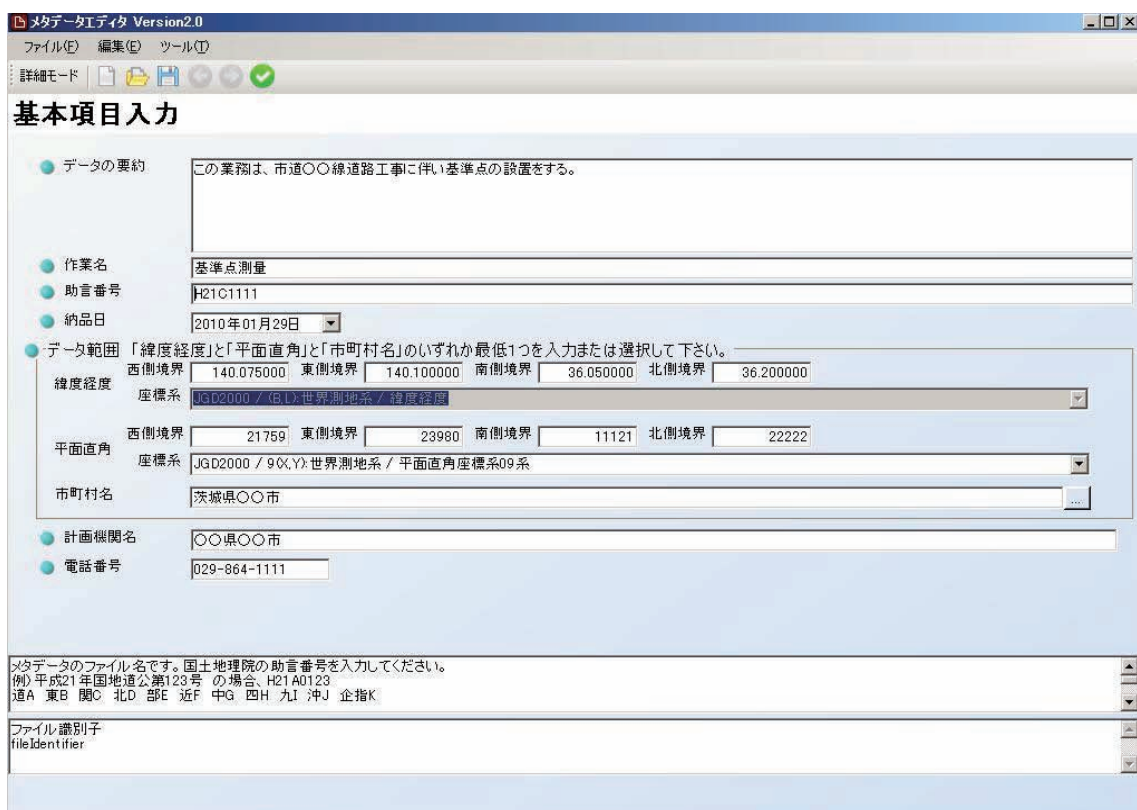 メタデータエディタ Version2.0
ファイル(F) 編集(E) ツール(T)
詳細モード
基本項目入力
データの要約 この業務は、市道〇〇線道路工事に伴い基準点の設置をする。
作業名 基準点測量
助言番号 H21C1111
納品日 2010年01月29日
データ範囲 「緯度経度」と「平面直角」と「市町村名」のいずれか最低1つを入力または選択して下さい。
緯度経度 西側境界 140.075000 東側境界 140.100000 南側境界 36.050000 北側境界 36.200000
座標系 JGD2000 / (B,L):世界測地系 / 緯度経度
平面直角 西側境界 21759 東側境界 23980 南側境界 11121 北側境界 22222
座標系 JGD2000 / 9(X,Y):世界測地系 / 平面直角座標系09系
市町村名 茨城県〇〇市 ...
計画機関名 〇〇県〇〇市
電話番号 029-864-1111
メタデータのファイル名です。国土地理院の助言番号を入力してください。
例)平成21年国地道公第123号 の場合、H21A0123
道A 東B 関C 北D 部E 近F 中G 四H 九I 沖J 企指K
ファイル識別子
fileIdentifier